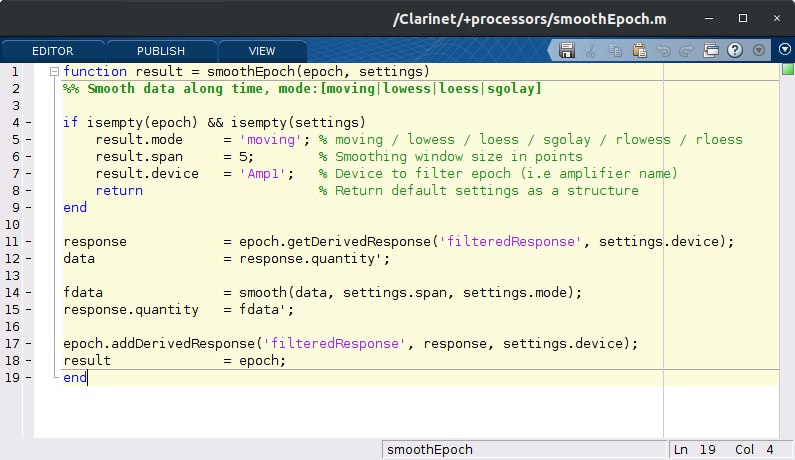 /Clarinet/+processors/smoothEpoch.m
EDITOR PUBLISH VIEW
1 function result = smoothEpoch(epoch, settings)
2 %% Smooth data along time, mode:[moving|lowess|loess|sgolay]
3
4 - if isempty(epoch) && isempty(settings)
5 - result.mode = 'moving'; % moving / lowess / loess / sgolay / rlowess / rloess
6 - result.span = 5; % Smoothing window size in points
7 - result.device = 'Amp1'; % Device to filter epoch (i.e amplifier name)
8 - return % Return default settings as a structure
9 - end
10
11 - response = epoch.getDerivedResponse('filteredResponse', settings.device);
12 - data = response.quantity';
13
14 - fdata = smooth(data, settings.span, settings.mode);
15 - response.quantity = fdata';
16
17 - epoch.addDerivedResponse('filteredResponse', response, settings.device);
18 - result = epoch;
19 - end
smoothEpoch Ln 19 Col 4